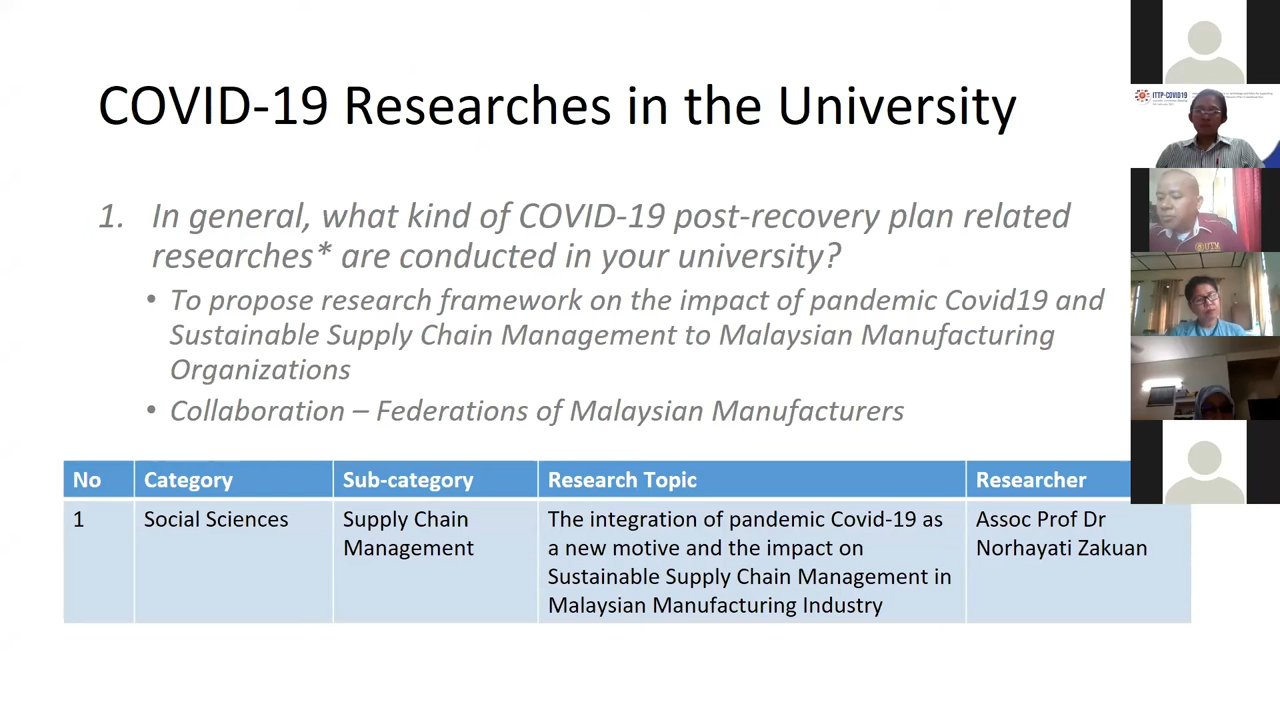 COVID-19 Researches in the University
1. In general, what kind of COVID-19 post-recovery plan related
researches* are conducted in your university?
• To propose research framework on the impact of pandemic Covid19 and
Sustainable Supply Chain Management to Malaysian Manufacturing
Organizations
• Collaboration – Federations of Malaysian Manufacturers
No Category Sub-category Research Topic Researcher
1 Social Sciences Supply Chain Management The integration of pandemic Covid-19 as a new motive and the impact on Sustainable Supply Chain Management in Malaysian Manufacturing Industry Assoc Prof Dr Norhayati Zakuan
ITTP-COVID19
UTM